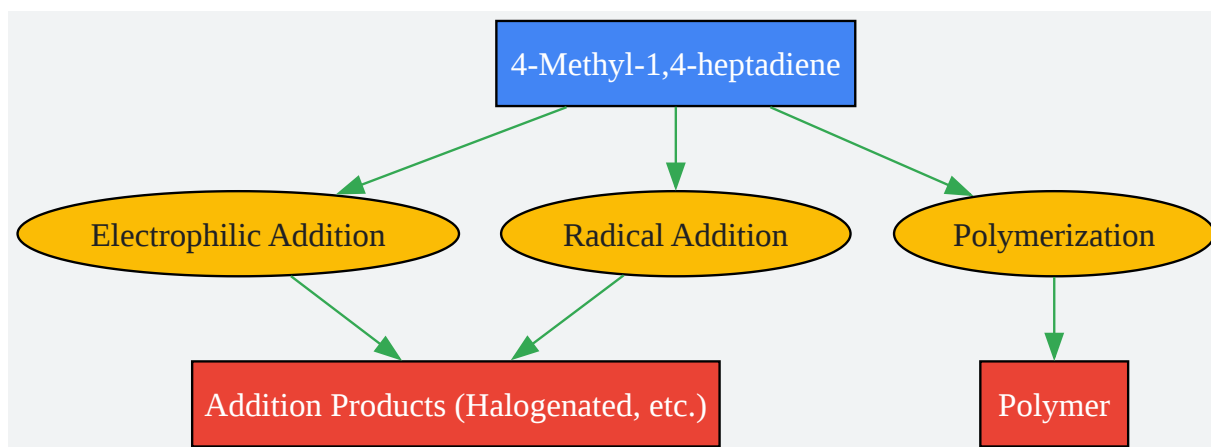 4-Methyl-1,4-heptadiene
Electrophilic Addition
Radical Addition
Polymerization
Addition Products (Halogenated, etc.)
Polymer